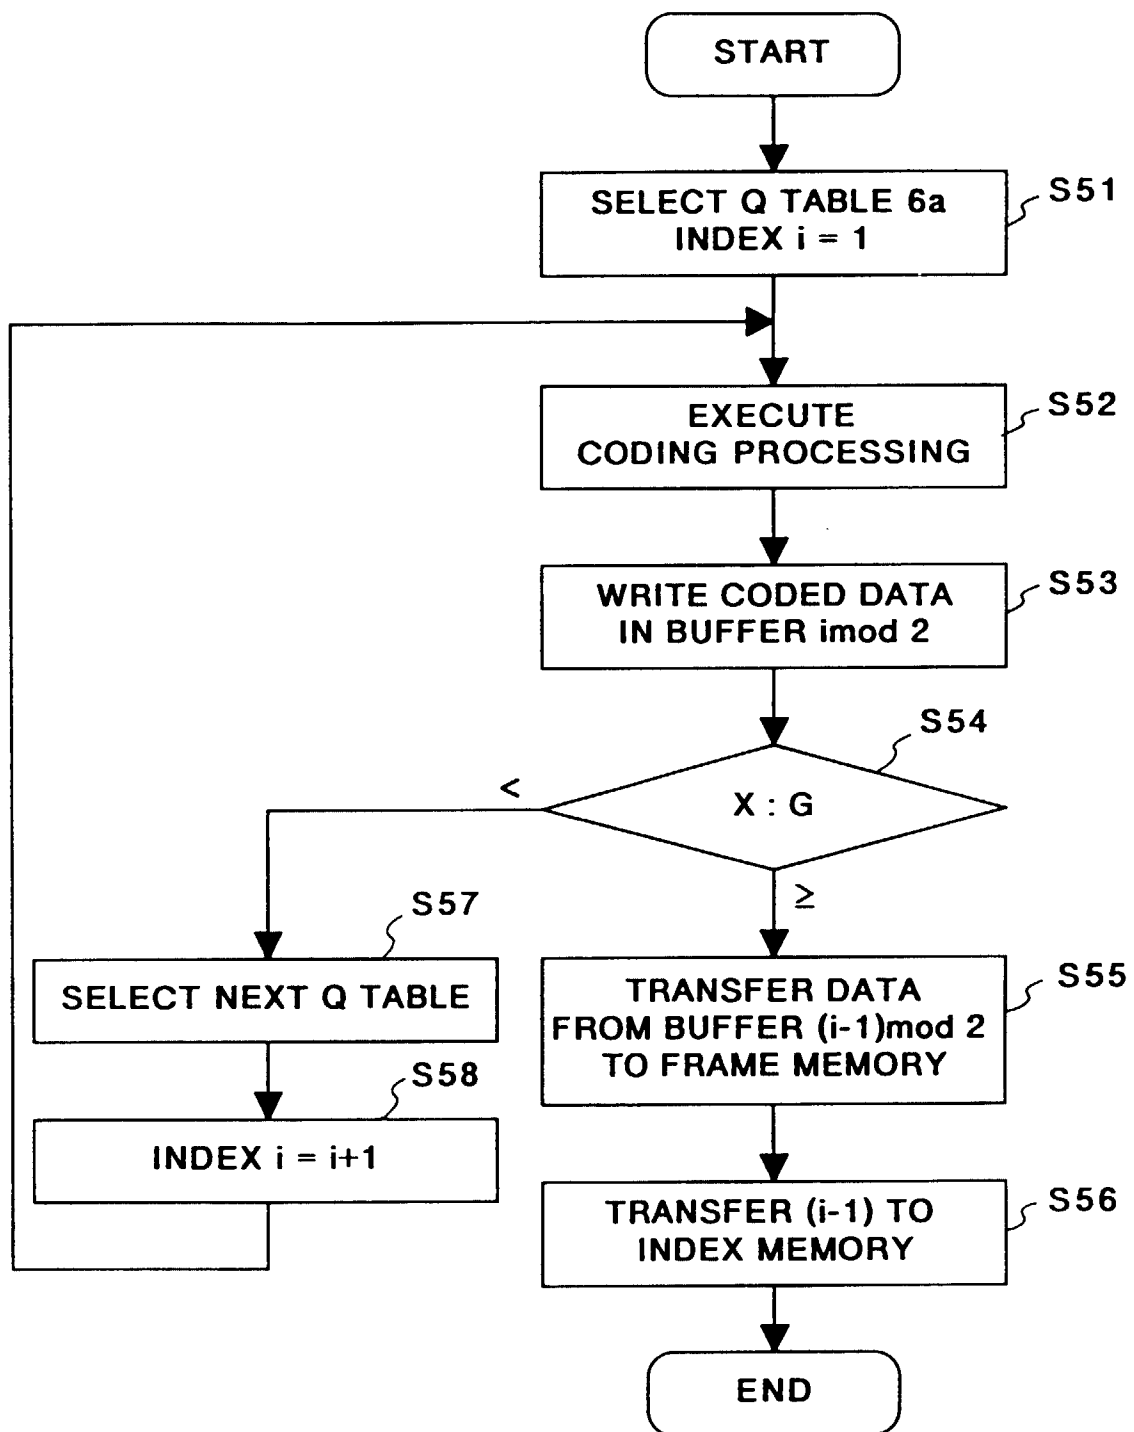 START
SELECT Q TABLE 6a
INDEX i = 1
S51
EXECUTE
CODING PROCESSING
S52
WRITE CODED DATA
IN BUFFER imod 2
S53
S54
X : G
<
≥
S57
SELECT NEXT Q TABLE
S58
INDEX i = i+1
TRANSFER DATA
FROM BUFFER (i-1)mod 2
TO FRAME MEMORY
S55
TRANSFER (i-1) TO
INDEX MEMORY
S56
END